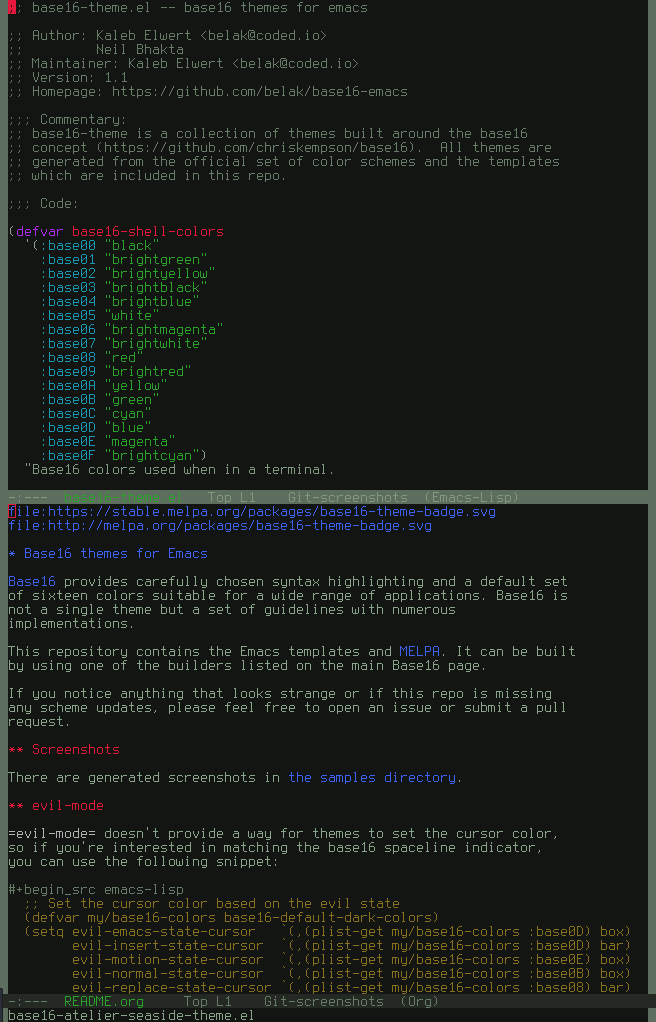 ;; base16-theme.el -- base16 themes for emacs
;; Author: Kaleb Elwert <belak@coded.io>
;;         Neil Bhakta
;; Maintainer: Kaleb Elwert <belak@coded.io>
;; Version: 1.1
;; Homepage: https://github.com/belak/base16-emacs
;;; Commentary:
;; base16-theme is a collection of themes built around the base16
;; concept (https://github.com/chriskempson/base16).  All themes are
;; generated from the official set of color schemes and the templates
;; which are included in this repo.
;;; Code:
(defvar base16-shell-colors
  '(:base00 "black"
    :base01 "brightgreen"
    :base02 "brightyellow"
    :base03 "brightblack"
    :base04 "brightblue"
    :base05 "white"
    :base06 "brightmagenta"
    :base07 "brightwhite"
    :base08 "red"
    :base09 "brightred"
    :base0A "yellow"
    :base0B "green"
    :base0C "cyan"
    :base0D "blue"
    :base0E "magenta"
    :base0F "brightcyan")
  "Base16 colors used when in a terminal.
-:---  base16-theme.el   Top L1    Git-screenshots  (Emacs-Lisp)
file:https://stable.melpa.org/packages/base16-theme-badge.svg
file:http://melpa.org/packages/base16-theme-badge.svg
* Base16 themes for Emacs
Base16 provides carefully chosen syntax highlighting and a default set
of sixteen colors suitable for a wide range of applications. Base16 is
not a single theme but a set of guidelines with numerous
implementations.
This repository contains the Emacs templates and MELPA. It can be built
by using one of the builders listed on the main Base16 page.
If you notice anything that looks strange or if this repo is missing
any scheme updates, please feel free to open an issue or submit a pull
request.
** Screenshots
There are generated screenshots in the samples directory.
** evil-mode
=evil-mode= doesn't provide a way for themes to set the cursor color,
so if you're interested in matching the base16 spaceline indicator,
you can use the following snippet:
#+begin_src emacs-lisp
  ;; Set the cursor color based on the evil state
  (defvar my/base16-colors base16-default-dark-colors)
  (setq evil-emacs-state-cursor   `(,(plist-get my/base16-colors :base0D) box)
        evil-insert-state-cursor  `(,(plist-get my/base16-colors :base0D) bar)
        evil-motion-state-cursor  `(,(plist-get my/base16-colors :base0E) box)
        evil-normal-state-cursor  `(,(plist-get my/base16-colors :base0B) box)
        evil-replace-state-cursor `(,(plist-get my/base16-colors :base08) bar)
-:---  README.org     Top L1    Git-screenshots  (Org)
base16-atelier-seaside-theme.el